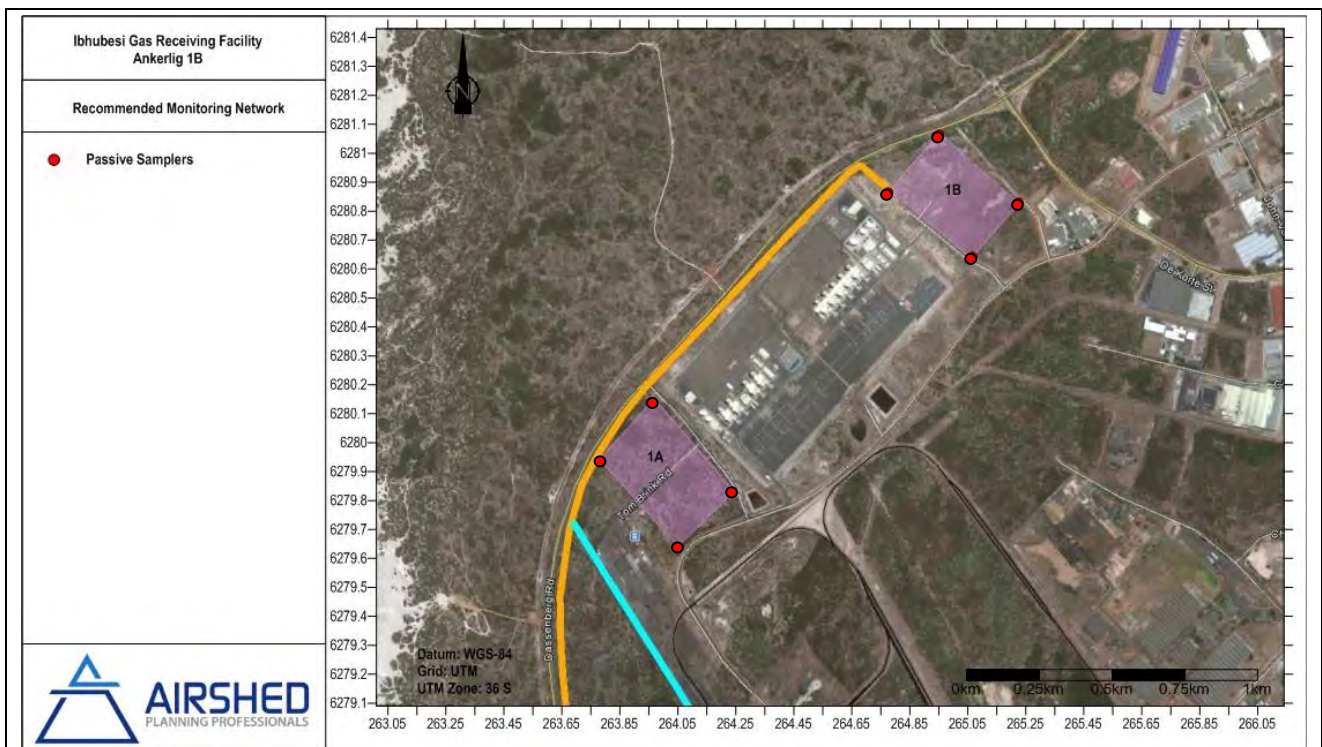 Ibhubesi Gas Receiving Facility
Ankerlig 1B
Recommended Monitoring Network
Passive Samplers
AIRSHED
PLANNING PROFESSIONALS
6281.4
6281.3
6281.2
6281.1
6281
6280.9
6280.8
6280.7
6280.6
6280.5
6280.4
6280.3
6280.2
6280.1
6280
6279.9
6279.8
6279.7
6279.6
6279.5
6279.4
6279.3
6279.2
6279.1
N
1B
John
De Korte St
1A
Tom Brink Rd
Dassenberg Rd
Datum: WGS-84
Grid: UTM
UTM Zone: 36 S
0km 0.25km 0.5km 0.75km 1km
263.05 263.25 263.45 263.65 263.85 264.05 264.25 264.45 264.65 264.85 265.05 265.25 265.45 265.65 265.85 266.05